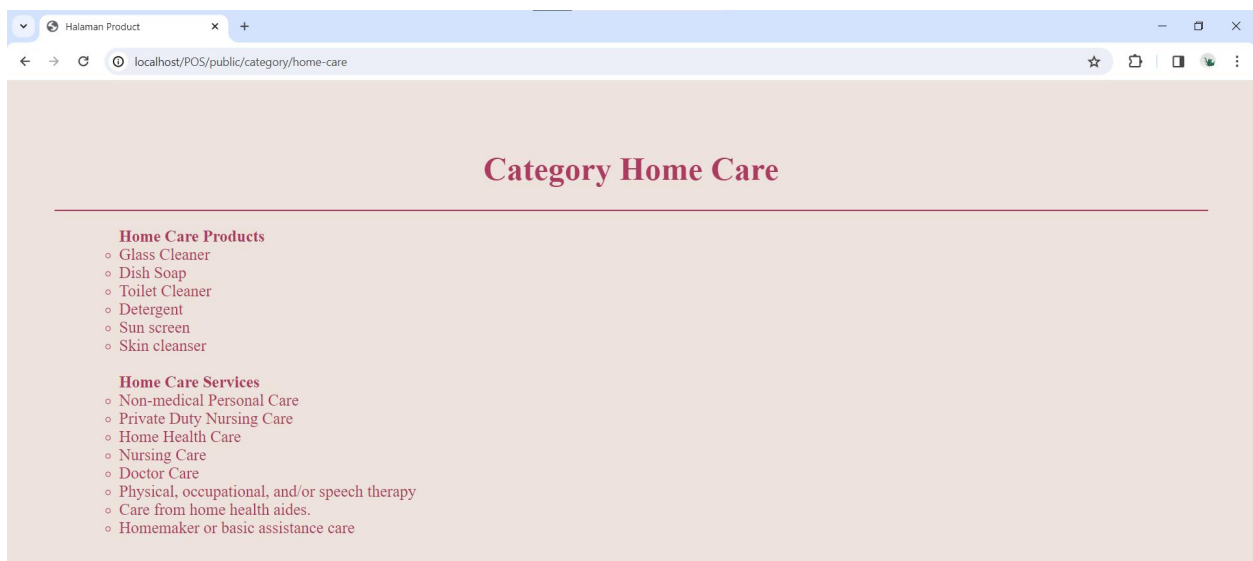 Halaman Product
localhost/POS/public/category/home-care
Category Home Care
Home Care Products
Glass Cleaner
Dish Soap
Toilet Cleaner
Detergent
Sun screen
Skin cleanser
Home Care Services
Non-medical Personal Care
Private Duty Nursing Care
Home Health Care
Nursing Care
Doctor Care
Physical, occupational, and/or speech therapy
Care from home health aides.
Homemaker or basic assistance care